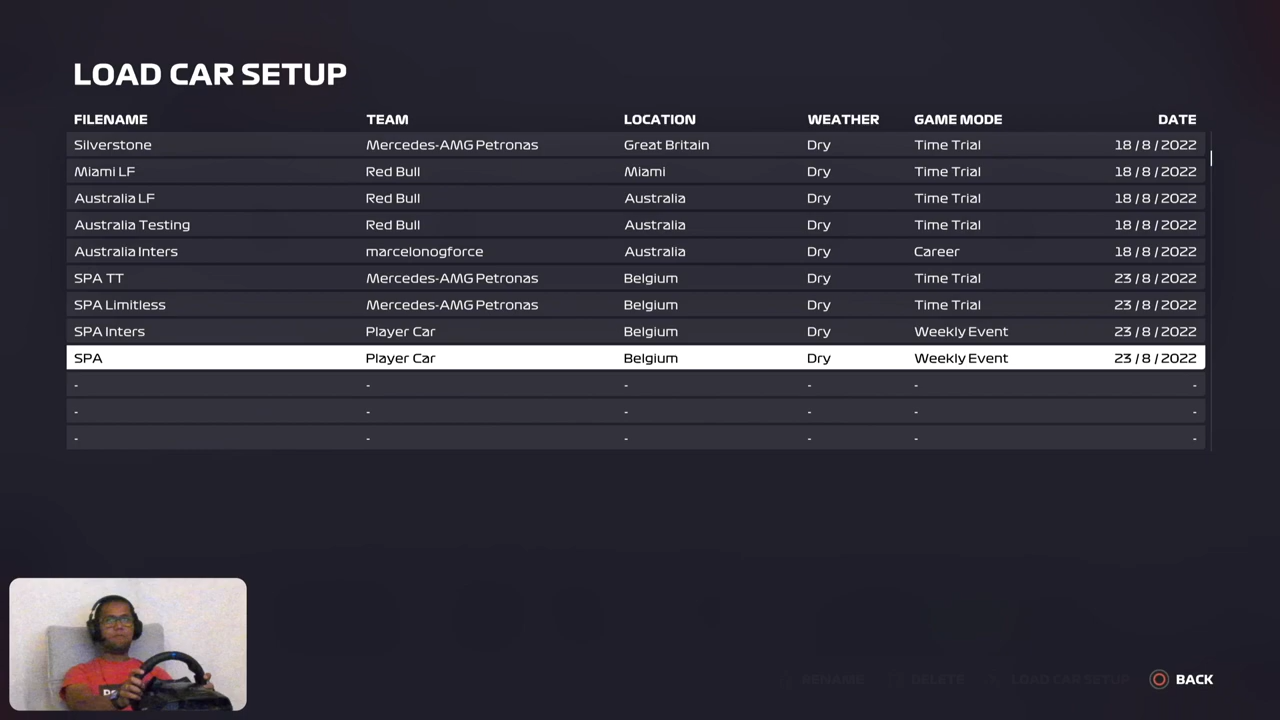 LOAD CAR SETUP
FILENAME TEAM LOCATION WEATHER GAME MODE DATE
Silverstone Mercedes-AMG Petronas Great Britain Dry Time Trial 18 / 8 / 2022
Miami LF Red Bull Miami Dry Time Trial 18 / 8 / 2022
Australia LF Red Bull Australia Dry Time Trial 18 / 8 / 2022
Australia Testing Red Bull Australia Dry Time Trial 18 / 8 / 2022
Australia Inters marcelonogforce Australia Dry Career 18 / 8 / 2022
SPA TT Mercedes-AMG Petronas Belgium Dry Time Trial 23 / 8 / 2022
SPA Limitless Mercedes-AMG Petronas Belgium Dry Time Trial 23 / 8 / 2022
SPA Inters Player Car Belgium Dry Weekly Event 23 / 8 / 2022
SPA Player Car Belgium Dry Weekly Event 23 / 8 / 2022
- - - - - -
- - - - - -
- - - - - -
RENAME DELETE LOAD CAR SETUP BACK